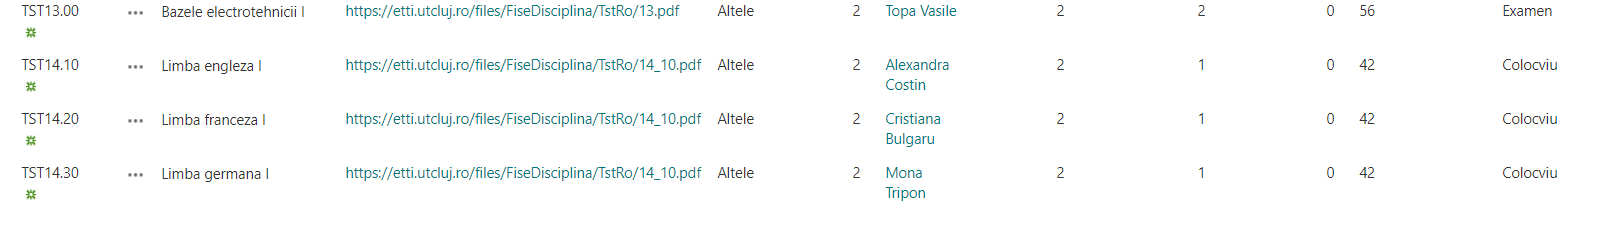 TST13.00 ... Bazele electrotehnicii I https://etti.utcluj.ro/files/FiseDisciplina/TstRo/13.pdf Altele 2 Topa Vasile 2 2 0 56 Examen
TST14.10 ... Limba engleza I https://etti.utcluj.ro/files/FiseDisciplina/TstRo/14_10.pdf Altele 2 Alexandra 2 1 0 42 Colocviu
Costin
TST14.20 ... Limba franceza I https://etti.utcluj.ro/files/FiseDisciplina/TstRo/14_10.pdf Altele 2 Cristiana 2 1 0 42 Colocviu
Bulgaru
TST14.30 ... Limba germana I https://etti.utcluj.ro/files/FiseDisciplina/TstRo/14_10.pdf Altele 2 Mona 2 1 0 42 Colocviu
Tripon